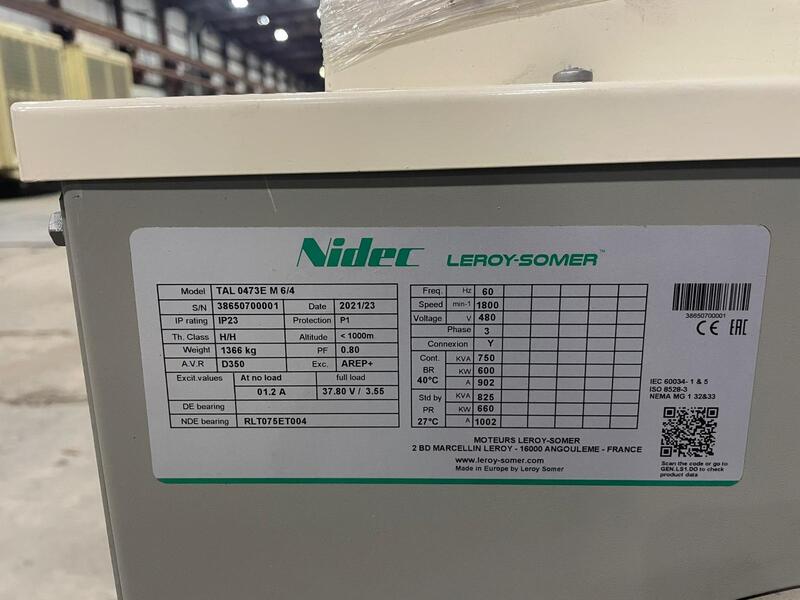 Nidec LEROY-SOMER™
Model TAL 0473E M 6/4
S/N 38650700001 Date 2021/23
IP rating IP23 Protection P1
Th. Class H/H Altitude < 1000m
Weight 1366 kg PF 0.80
A.V.R D350 Exc. AREP+
Excit.values At no load full load
01.2 A 37.80 V / 3.55
DE bearing
NDE bearing RLT075ET004
Freq. Hz 60
Speed min-1 1800
Voltage V 480
Phase 3
Connexion Y
Cont. KVA 750
BR KW 600
40°C A 902
Std by KVA 825
PR KW 660
27°C A 1002
38650700001
CE EAC
IEC 60034- 1 & 5
ISO 8528-3
NEMA MG 1 32&33
Scan the code or go to
GEN.LS1.DO to check
product data
MOTEURS LEROY-SOMER
2 BD MARCELLIN LEROY - 16000 ANGOULEME - FRANCE
www.leroy-somer.com
Made in Europe by Leroy Somer